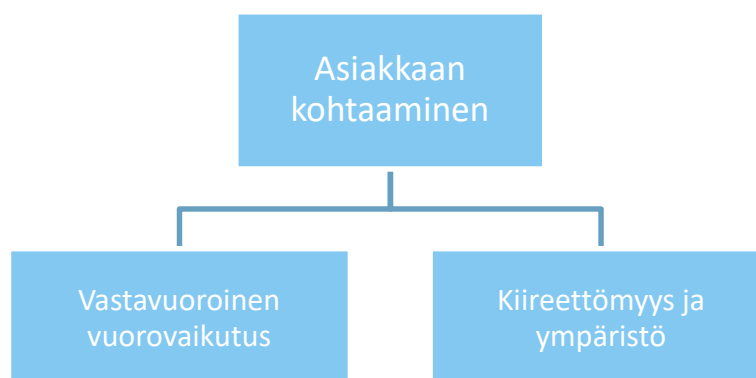 Asiakkaan
kohtaaminen
Vastavuoroinen
vuorovaikutus
Kiireettömyys ja
ympäristö